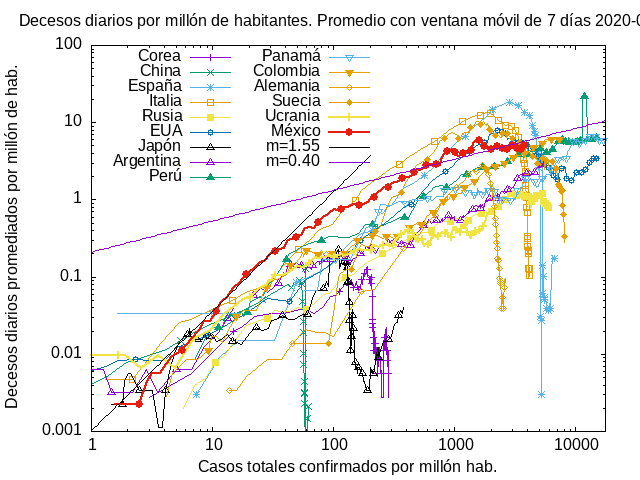 Decesos diarios por millón de habitantes. Promedio con ventana móvil de 7 días 2020-0
Decesos diarios promediados por millón de hab.
100
10
1
0.1
0.01
0.001
Corea
China
España
Italia
Rusia
EUA
Japón
Argentina
Perú
Panamá
Colombia
Alemania
Suecia
Ucrania
México
m=1.55
m=0.40
1 10 100 1000 10000
Casos totales confirmados por millón hab.